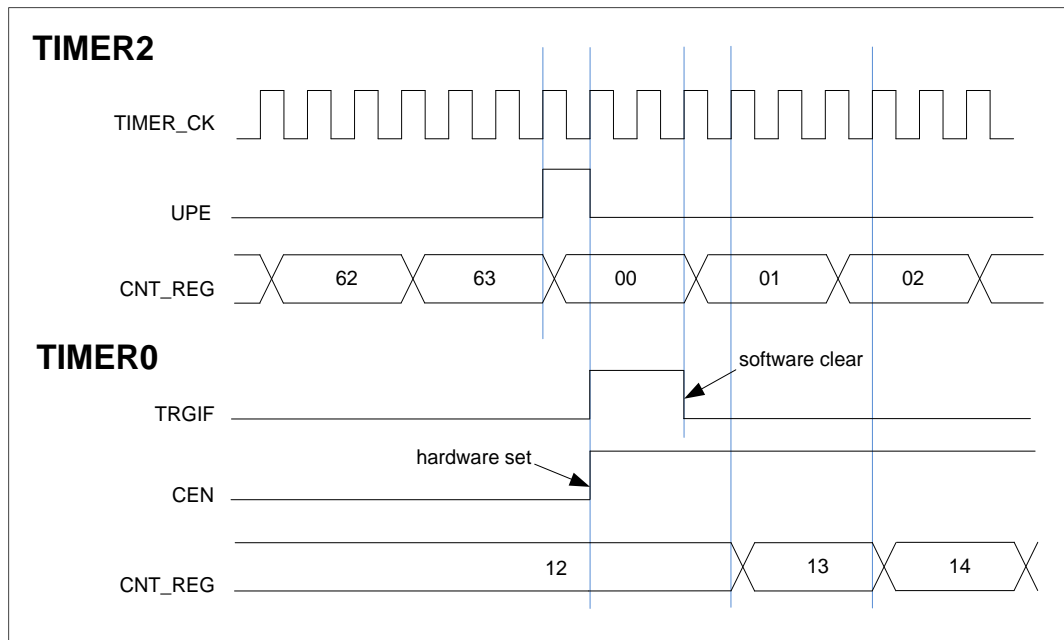 TIMER2
TIMER_CK
UPE
CNT_REG 62 63 00 01 02
TIMER0
software clear
TRGIF
hardware set
CEN
CNT_REG 12 13 14